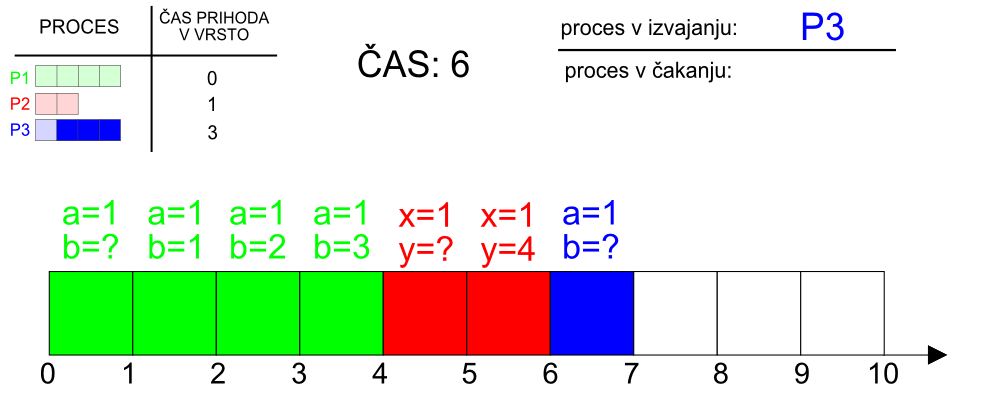 PROCES
ČAS PRIHODA
V VRSTO
P1
0
P2
1
P3
3
ČAS: 6
proces v izvajanju: P3
proces v čakanju:
a=1 a=1 a=1 a=1 x=1 x=1 a=1
b=? b=1 b=2 b=3 y=? y=4 b=?
0 1 2 3 4 5 6 7 8 9 10